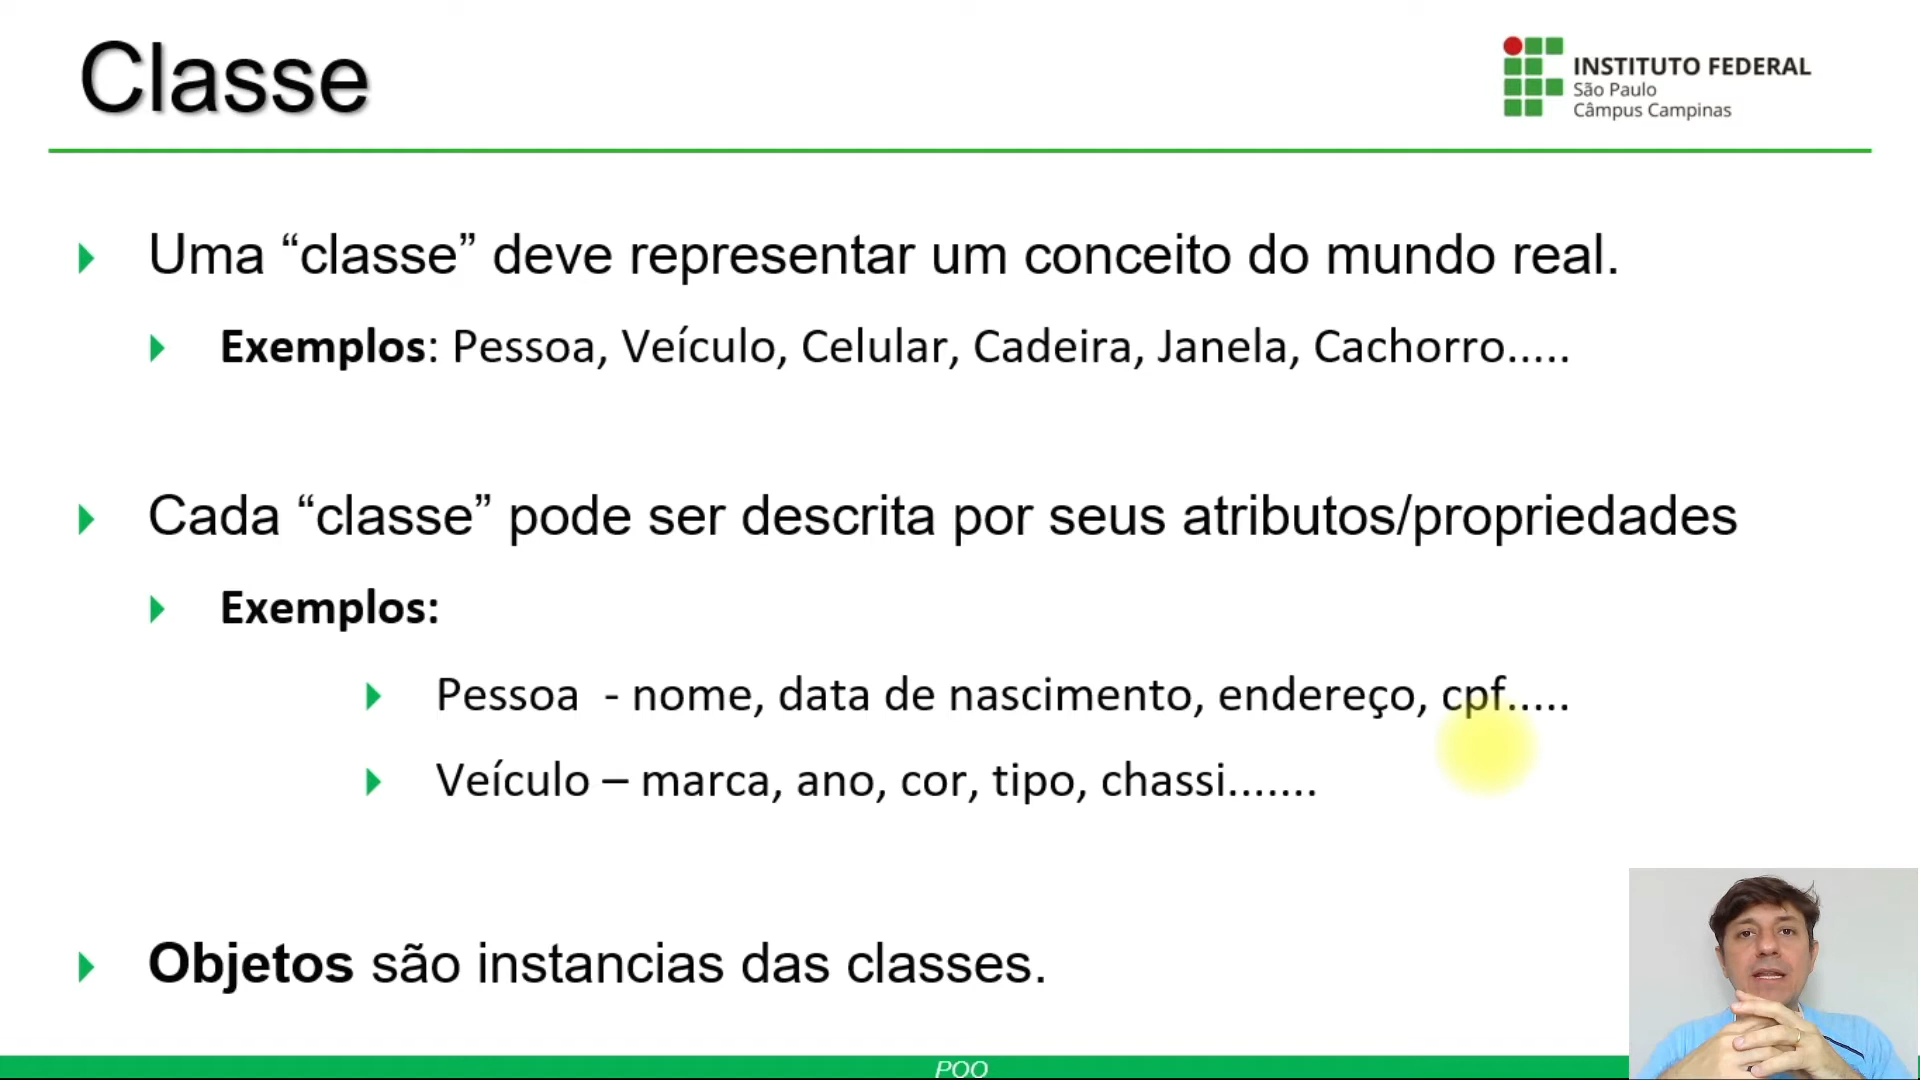 Classe
INSTITUTO FEDERAL
São Paulo
Câmpus Campinas
Uma “classe” deve representar um conceito do mundo real.
Exemplos: Pessoa, Veículo, Celular, Cadeira, Janela, Cachorro.....
Cada “classe” pode ser descrita por seus atributos/propriedades
Exemplos:
Pessoa - nome, data de nascimento, endereço, cpf.....
Veículo – marca, ano, cor, tipo, chassi.......
Objetos são instancias das classes.
POO